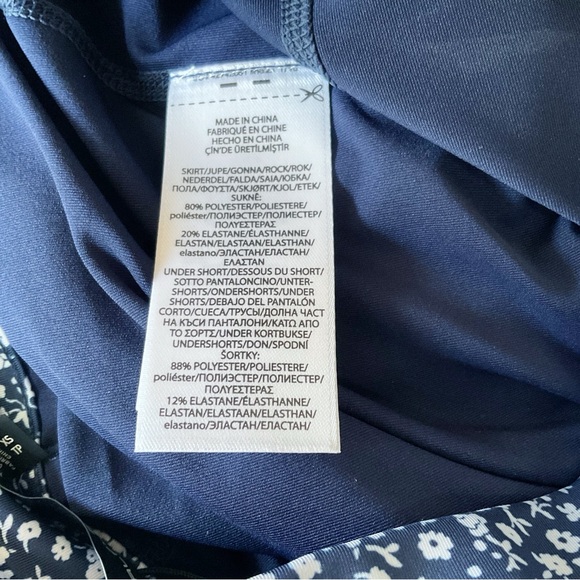 MADE IN CHINA
FABRIQUÉ EN CHINE
HECHO EN CHINA
ÇİN'DE ÜRETİLMİŞTİR
SKIRT/JUPE/GONNA/ROCK/ROK/
NEDERDEL/FALDA/SAIA/ЮБКА/
ПОЛА/ΦΟΥΣΤΑ/SKJØRT/KJOL/ETEK/
SUKNĚ:
80% POLYESTER/POLIESTERE/
poliéster/ПОЛИЭСТЕР/ПОЛИЕСТЕР/
ΠΟΛΥΕΣΤΕΡΑΣ
20% ELASTANE/ÉLASTHANNE/
ELASTAN/ELASTAAN/ELASTHAN/
elastano/ЭЛАСТАН/ЕЛАСТАН/
ΕΛΑΣΤΑΝ
UNDER SHORT/DESSOUS DU SHORT/
SOTTO PANTALONCINO/UNTER-
SHORTS/ONDERSHORTS/UNDER
SHORTS/DEBAJO DEL PANTALÓN
CORTO/CUECA/ТРУСЫ/ДОЛНА ЧАСТ
НА КЪСИ ПАНТАЛОНИ/ΚΑΤΩ ΑΠΟ
ΤΟ ΣΟΡΤΣ/UNDER KORTBUKSE/
UNDERSHORTS/DON/SPODNÍ
ŠORTKY:
88% POLYESTER/POLIESTERE/
poliéster/ПОЛИЭСТЕР/ПОЛИЕСТЕР/
ΠΟΛΥΕΣΤΕΡΑΣ
12% ELASTANE/ÉLASTHANNE/
ELASTAN/ELASTAAN/ELASTHAN/
elastano/ЭЛАСТАН/ЕЛАСТАН/